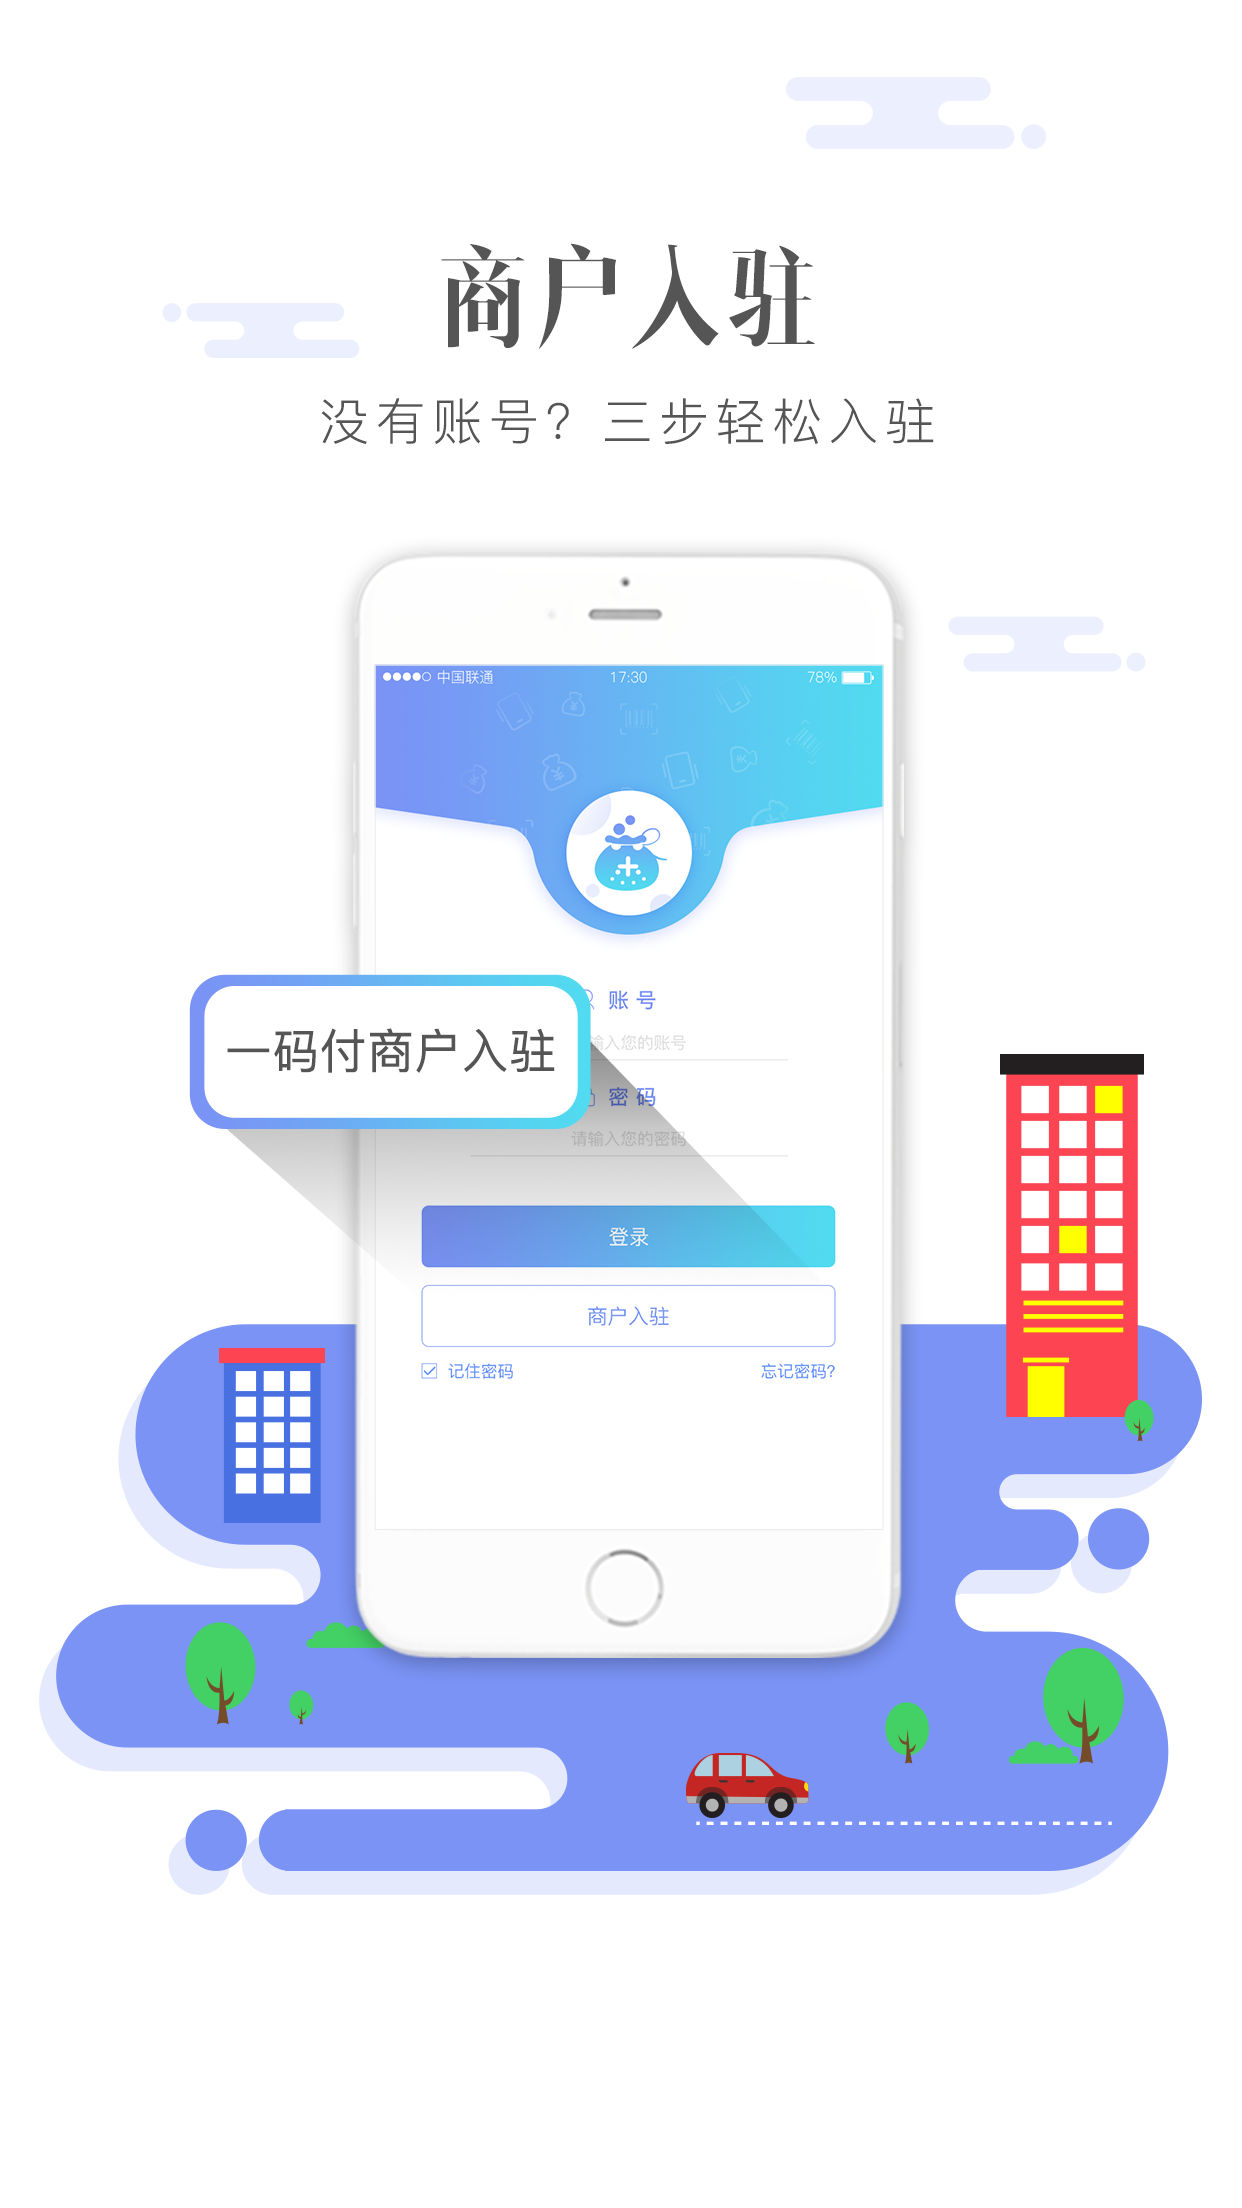 商户入驻
没有账号？三步轻松入驻
中国联通 17:30 78%
账号
输入您的账号
一码付商户入驻
密码
请输入您的密码
登录
商户入驻
记住密码 忘记密码?